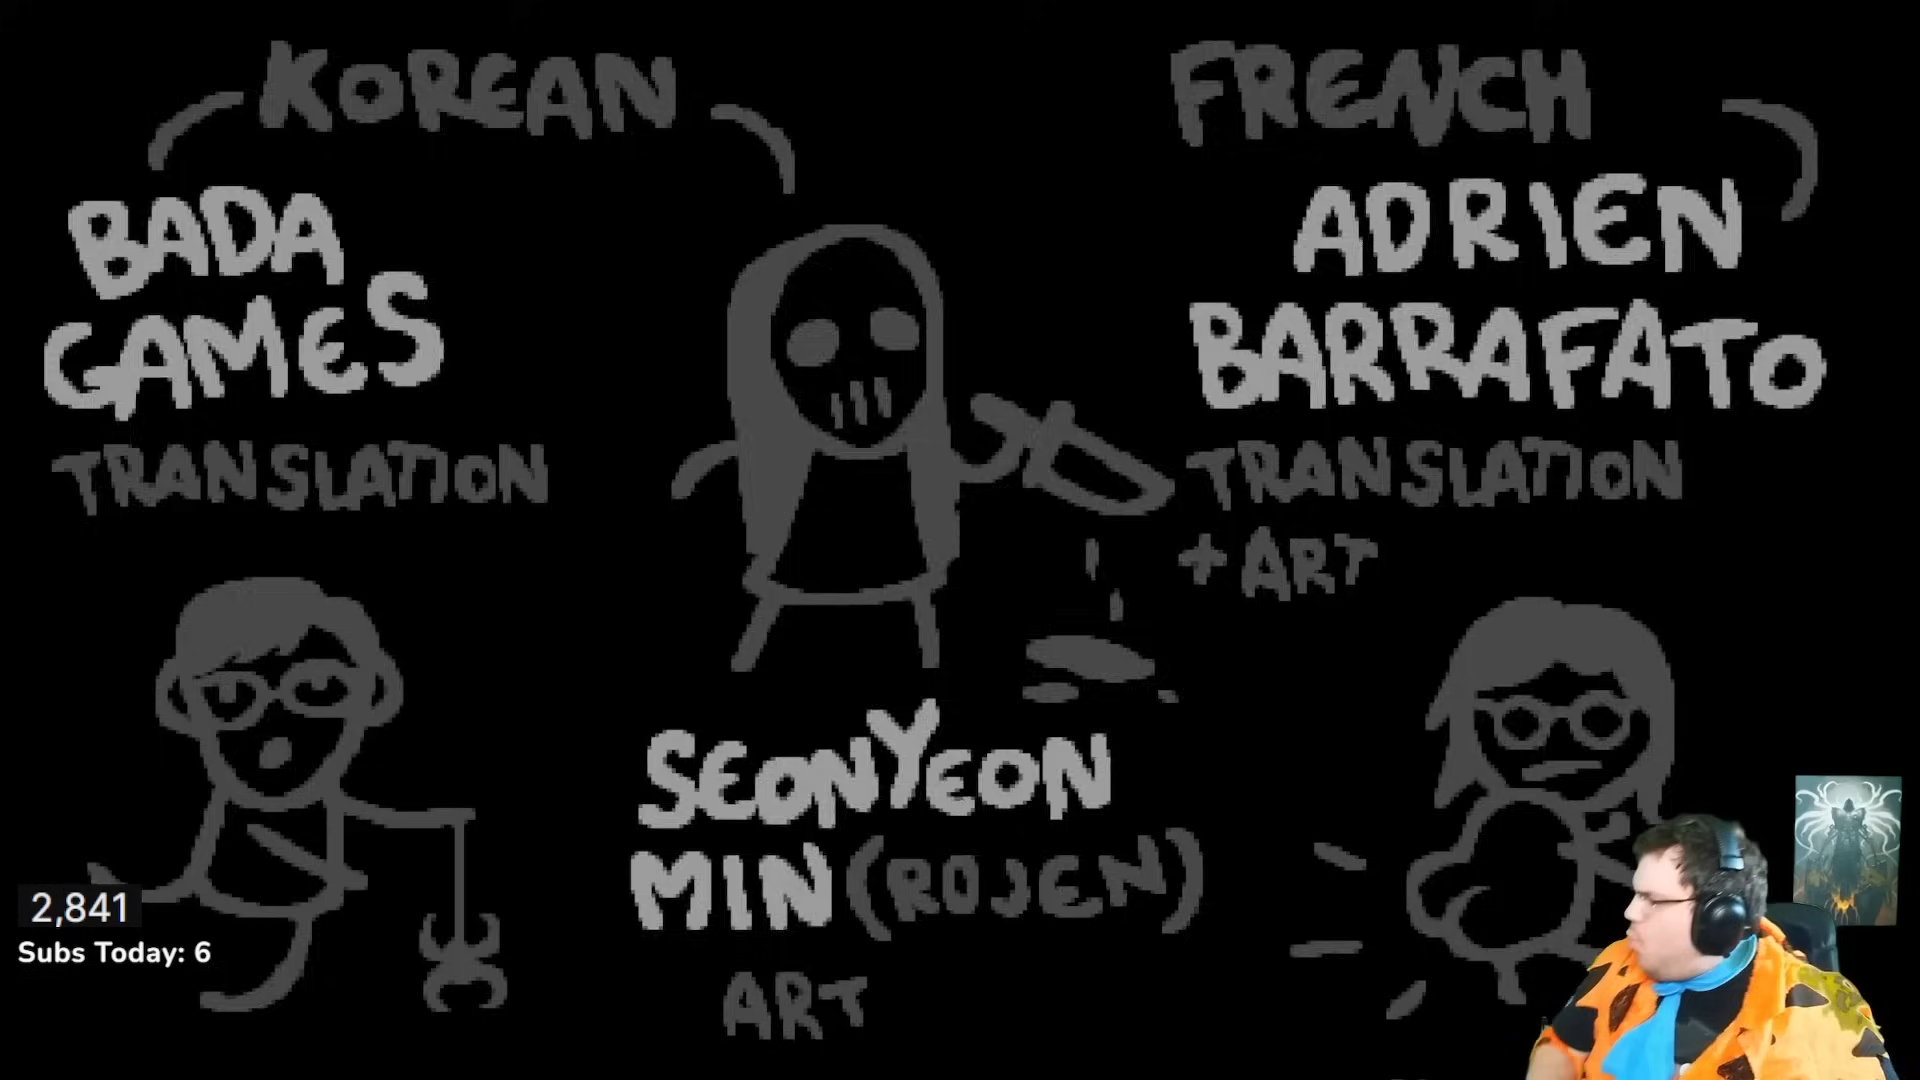 KOREAN
BADA
GAMES
TRANSLATION
SEONYEON
MIN (ROJEN)
ART
FRENCH
ADRIEN
BARRAFATO
TRANSLATION
+ ART
2,841
Subs Today: 6